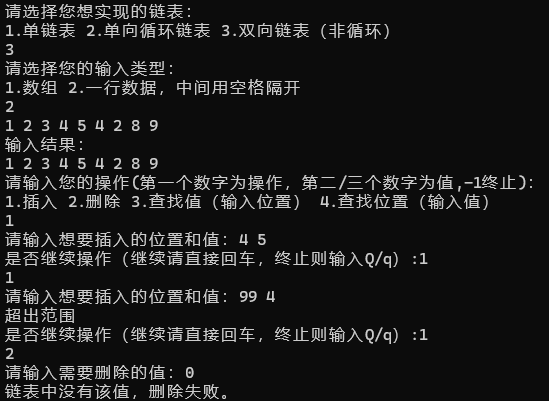 请选择您想实现的链表：
1.单链表 2.单向循环链表 3.双向链表（非循环）
3
请选择您的输入类型：
1.数组 2.一行数据，中间用空格隔开
2
1 2 3 4 5 4 2 8 9
输入结果：
1 2 3 4 5 4 2 8 9
请输入您的操作(第一个数字为操作，第二/三个数字为值,-1终止)：
1.插入 2.删除 3.查找值（输入位置） 4.查找位置（输入值）
1
请输入想要插入的位置和值：4 5
是否继续操作（继续请直接回车，终止则输入Q/q）:1
1
请输入想要插入的位置和值：99 4
超出范围
是否继续操作（继续请直接回车，终止则输入Q/q）:1
2
请输入需要删除的值：0
链表中没有该值，删除失败。